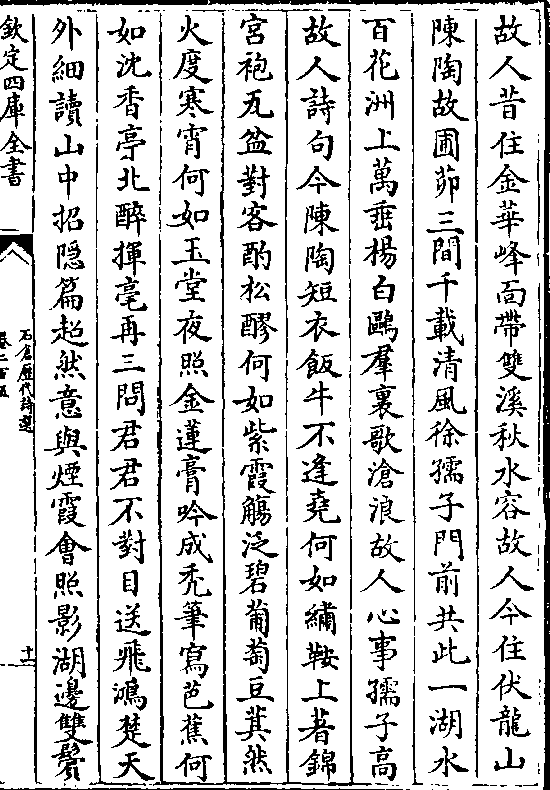 故人昔住金華峰面帶雙溪秋水容故人今住伏龍山
陳陶故圃茆三間千載清風徐孺子門前共此一湖水
百花洲上萬垂楊白鷗羣裏歌滄浪故人心事孺子高
故人詩句今陳陶短衣飯牛不逢堯何如繡鞍上著錦
宮袍瓦盆對客酌松醪何如紫霞觴泛碧葡萄豆萁然
火度寒宵何如玉堂夜照金蓮膏吟成禿筆寫芭蕉何
如沈香亭北醉揮毫再三問君君不對目送飛鴻楚天
外細讀山中招隱篇超然意與煙霞會照影湖邊雙鬢
欽定四庫全書
石倉歷代詩選
卷二百五
十一